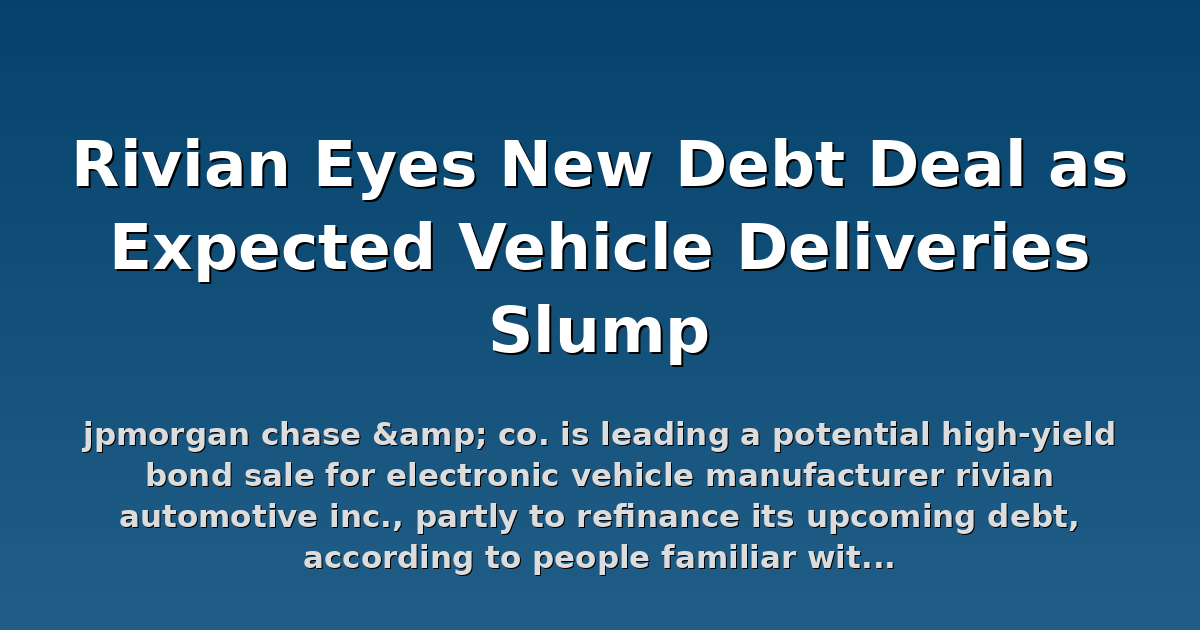 Rivian Eyes New Debt Deal as
Expected Vehicle Deliveries
Slump
jpmorgan chase &amp; co. is leading a potential high-yield
bond sale for electronic vehicle manufacturer rivian
automotive inc., partly to refinance its upcoming debt,
according to people familiar wit...